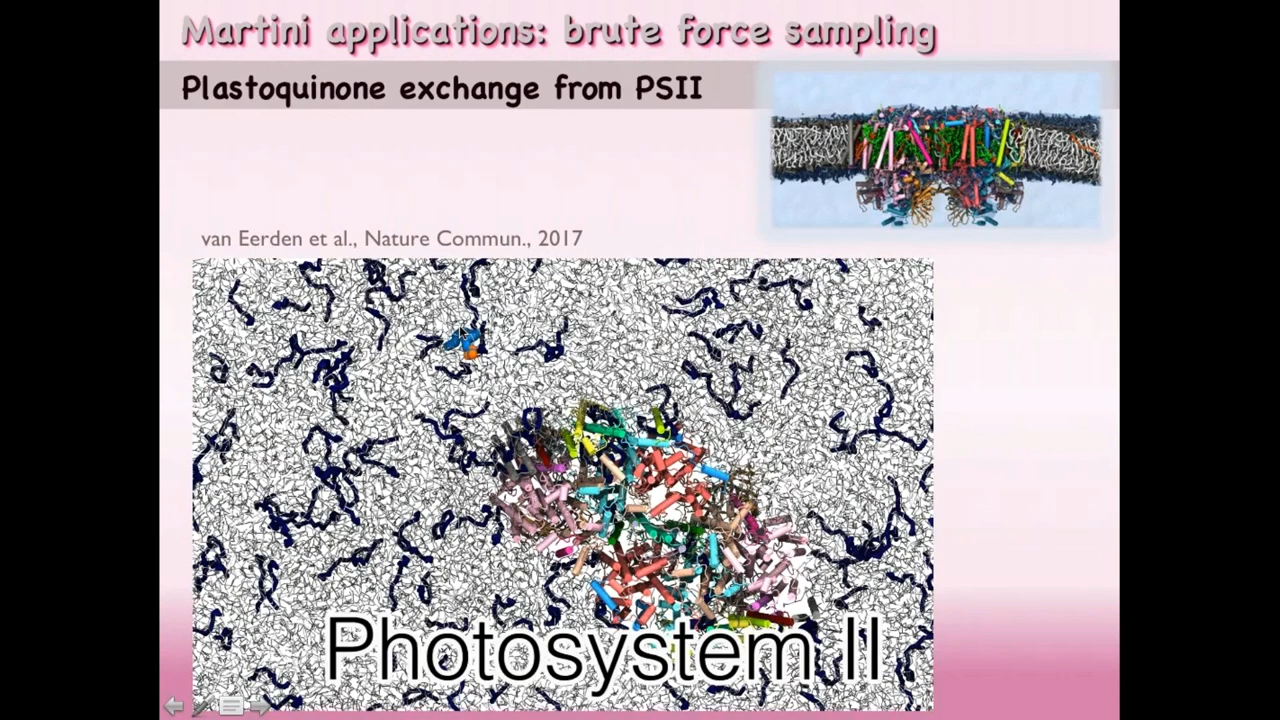 Martini applications: brute force sampling
Plastoquinone exchange from PSII
van Eerden et al., Nature Commun., 2017
Photosystem II